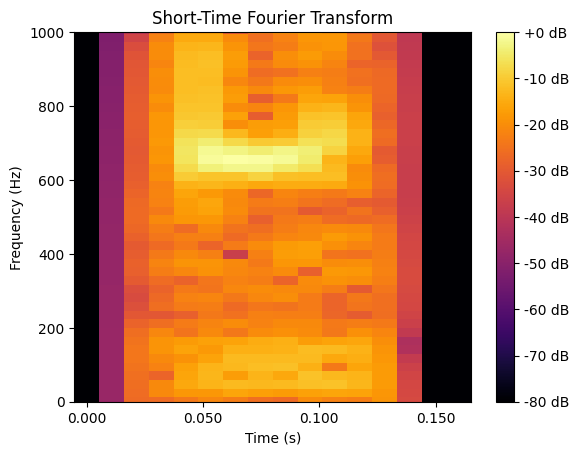 Short-Time Fourier Transform
1000
800
600
400
200
0
Frequency (Hz)
0.000
0.050
0.100
0.150
Time (s)
+0 dB
-10 dB
-20 dB
-30 dB
-40 dB
-50 dB
-60 dB
-70 dB
-80 dB